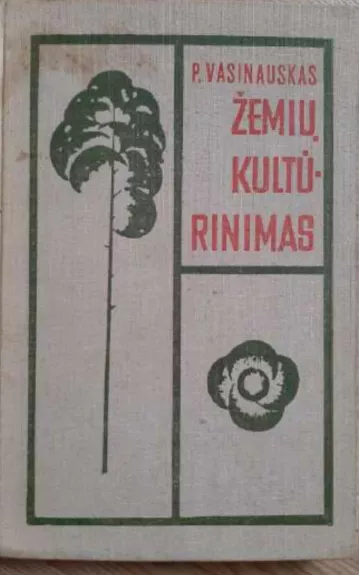 P. VASINAUSKAS
ŽEMIŲ
KULTŪ-
RINIMAS